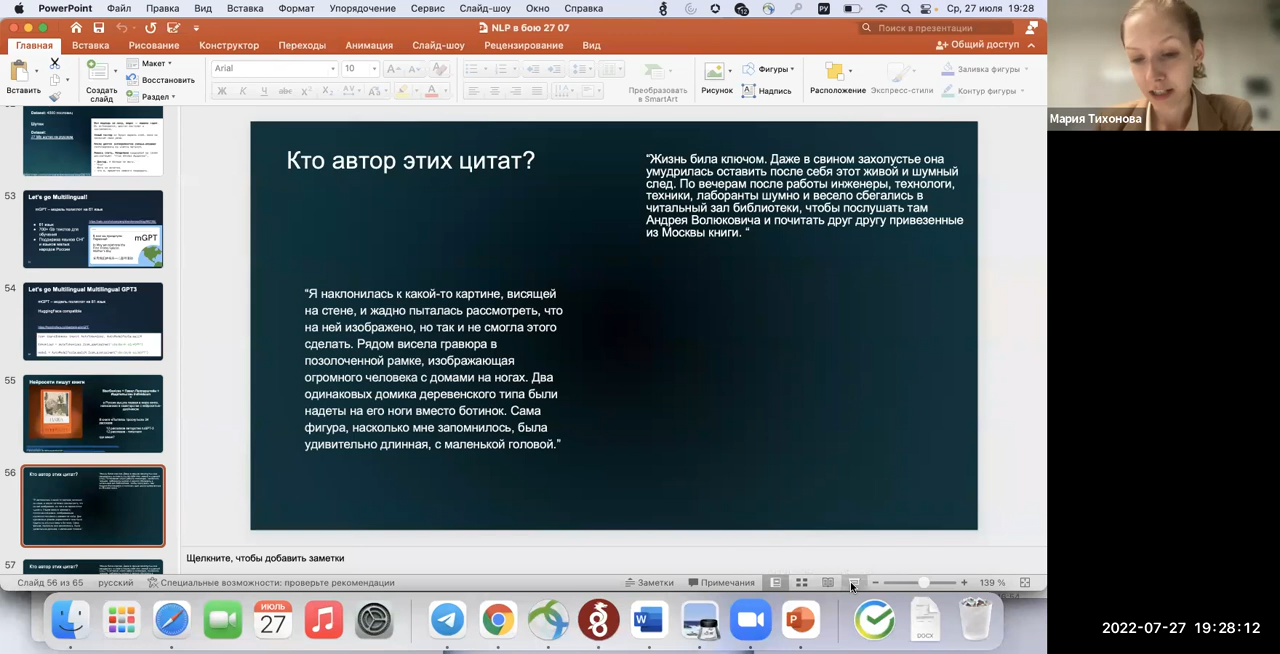 PowerPoint Файл Правка Вид Вставка Формат Упорядочение Сервис Слайд-шоу Окно Справка РУ Ср, 27 июля 19:28
NLP в бою 27 07
Поиск в презентации
Главная Вставка Рисование Конструктор Переходы Анимация Слайд-шоу Рецензирование Вид
Общий доступ
Вставить
Создать слайд
Макет
Восстановить
Раздел
Arial 10
Преобразовать в SmartArt
Рисунок
Фигуры
Надпись
Расположение
Экспресс-стили
Заливка фигуры
Контур фигуры
Мария Тихонова
53
Let's go Multilingual!
mGPT
54
Let's go Multilingual Multilingual GPT3
55
Нейросети пишут книги
56
Кто автор этих цитат?
57
Кто автор этих цитат?
Кто автор этих цитат?
“Жизнь била ключом. Даже в свином захолустье она
умудрилась оставить после себя этот живой и шумный
след. По вечерам после работы инженеры, технологи,
техники, лаборанты шумно и весело сбегались в
читальный зал библиотеки, чтобы послушать там
Андрея Волюковича и почитать друг другу привезенные
из Москвы книги. “
“Я наклонилась к какой-то картине, висящей
на стене, и жадно пыталась рассмотреть, что
на ней изображено, но так и не смогла этого
сделать. Рядом висела гравюра в
позолоченной рамке, изображающая
огромного человека с домами на ногах. Два
одинаковых домика деревенского типа были
надеты на его ноги вместо ботинок. Сама
фигура, насколько мне запомнилось, была
удивительно длинная, с маленькой головой.”
Щелкните, чтобы добавить заметки
Слайд 56 из 65 русский Специальные возможности: проверьте рекомендации Заметки Примечания 139 %
ИЮЛЬ
27
DOCX
2022-07-27 19:28:12